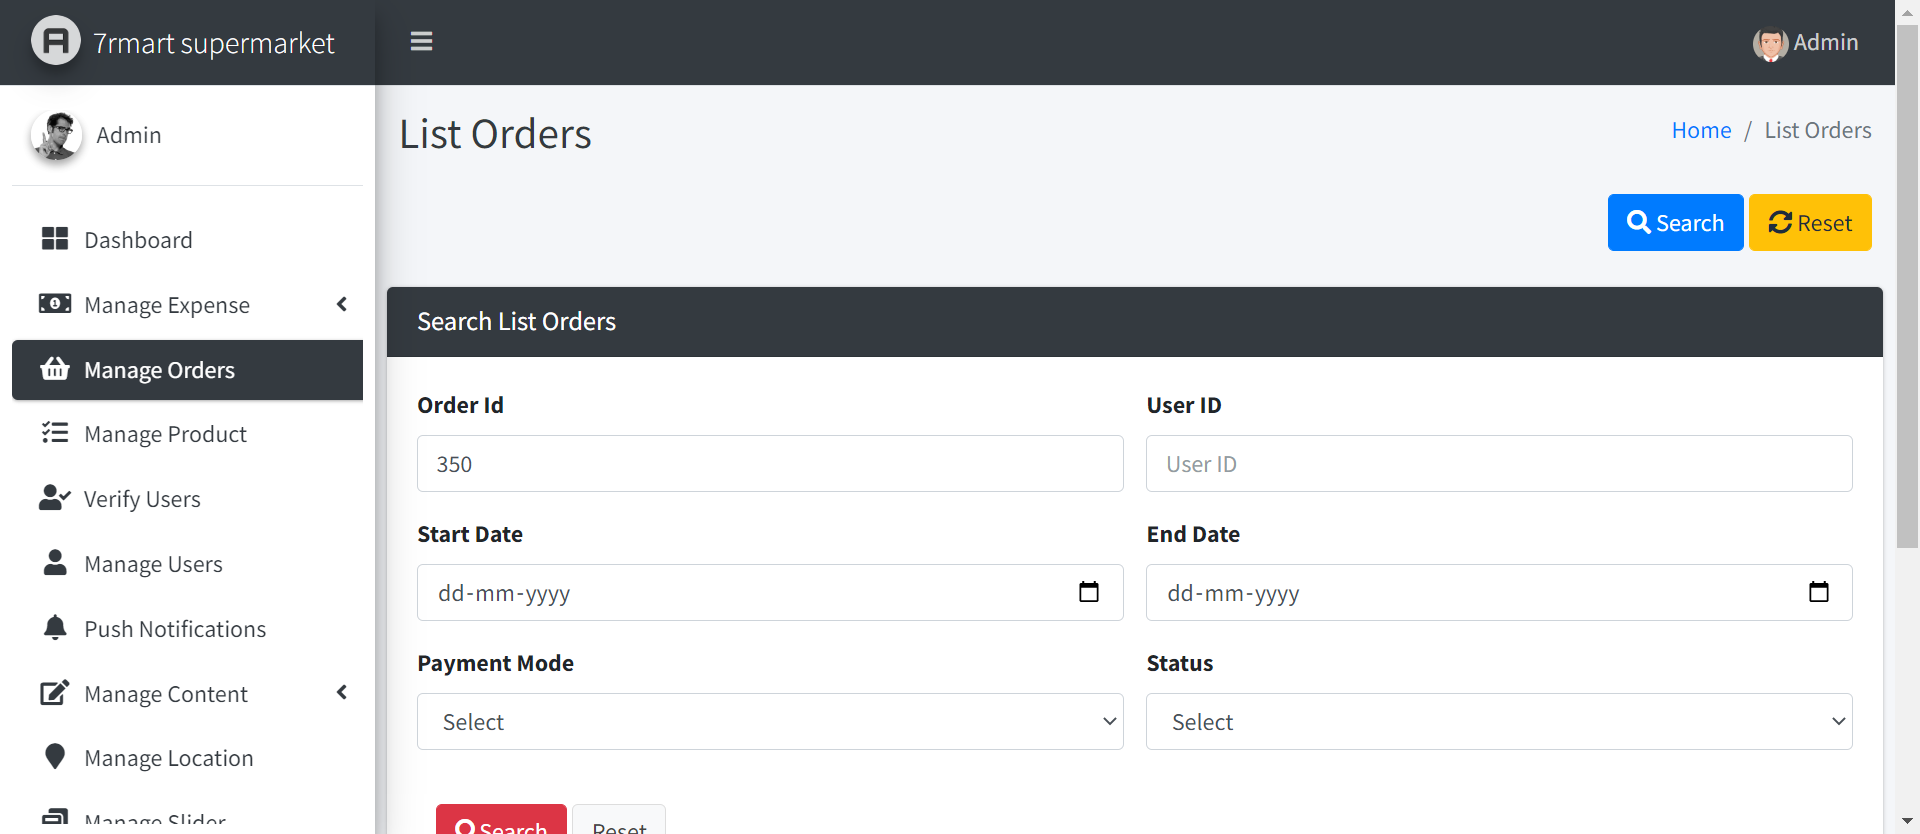 7rmart supermarket
Admin
Admin
List Orders
Home / List Orders
Dashboard
Search
Reset
Manage Expense
Search List Orders
Manage Orders
Order Id
User ID
Manage Product
350
User ID
Verify Users
Start Date
End Date
Manage Users
dd-mm-yyyy
dd-mm-yyyy
Push Notifications
Payment Mode
Status
Manage Content
Select
Select
Manage Location
Manage Slider
Search
Reset